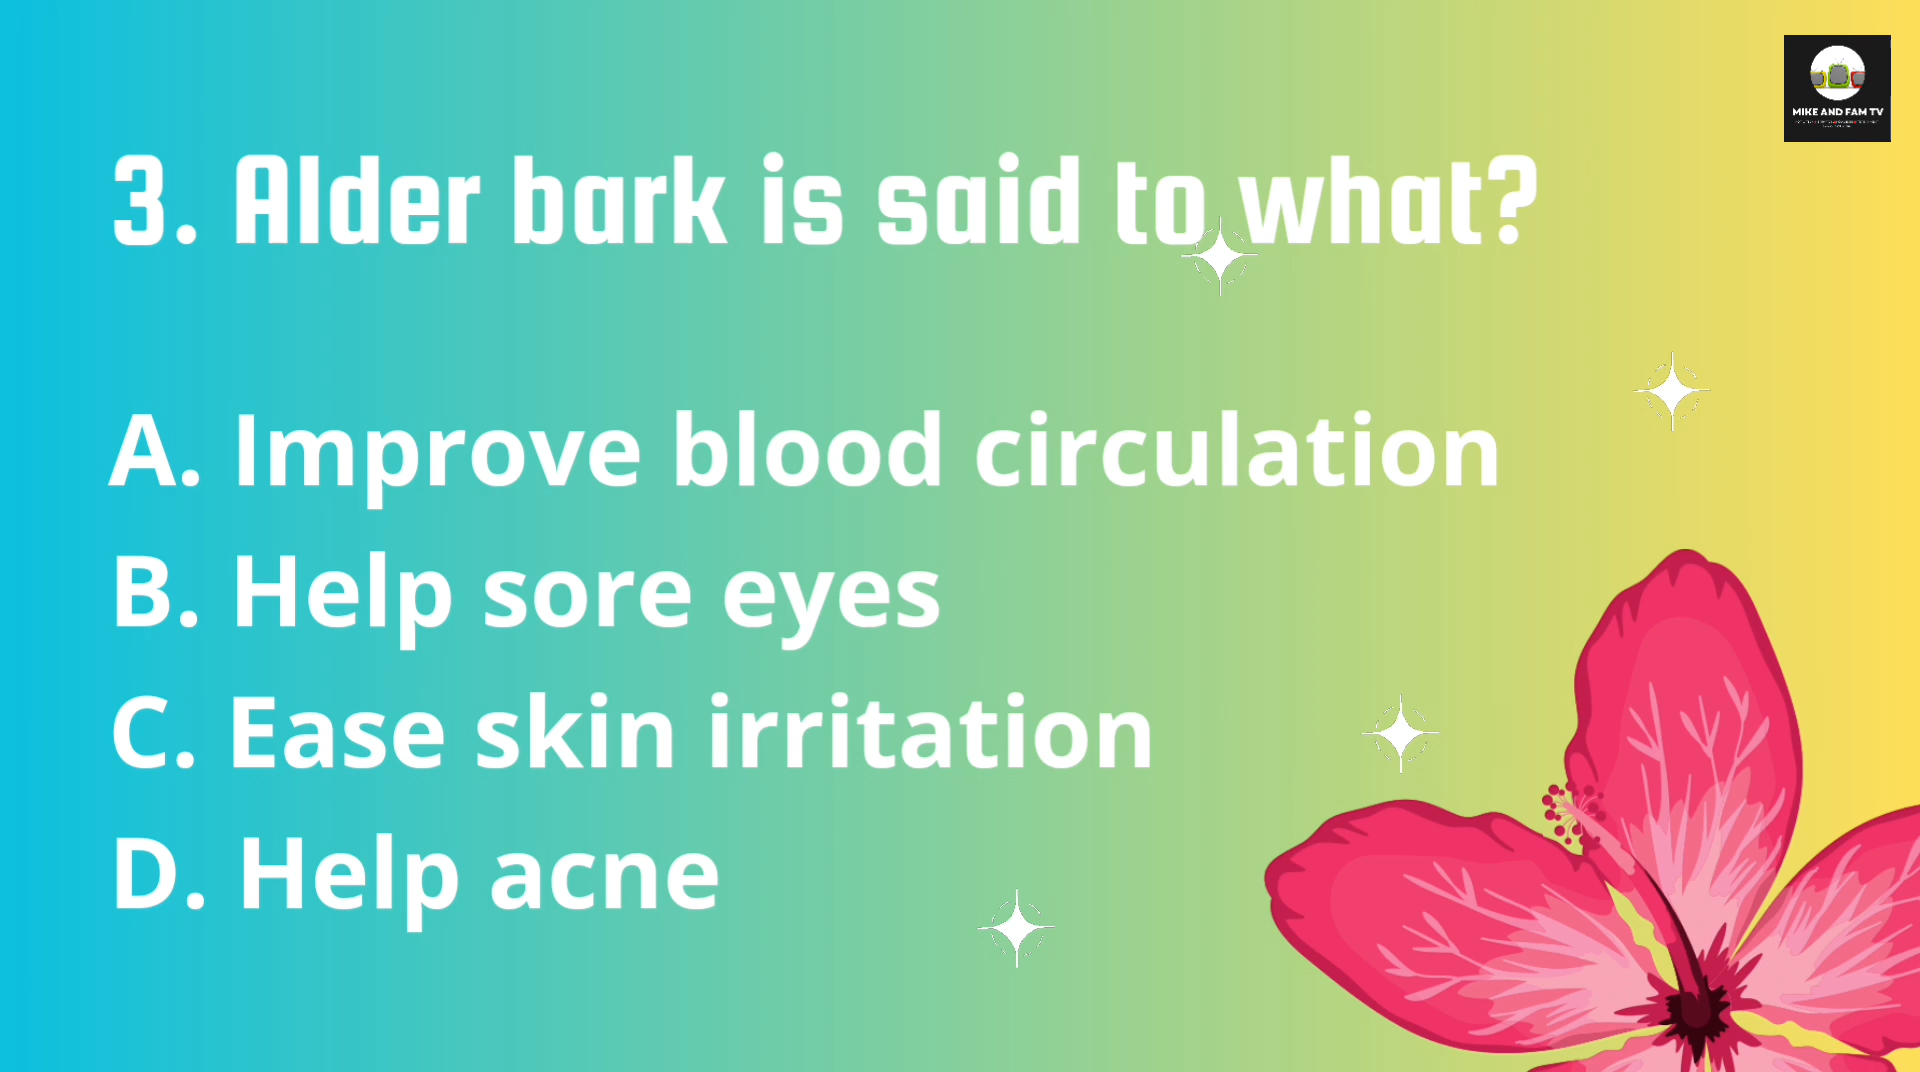 MIKE AND FAM TV
3. Alder bark is said to what?
A. Improve blood circulation
B. Help sore eyes
C. Ease skin irritation
D. Help acne